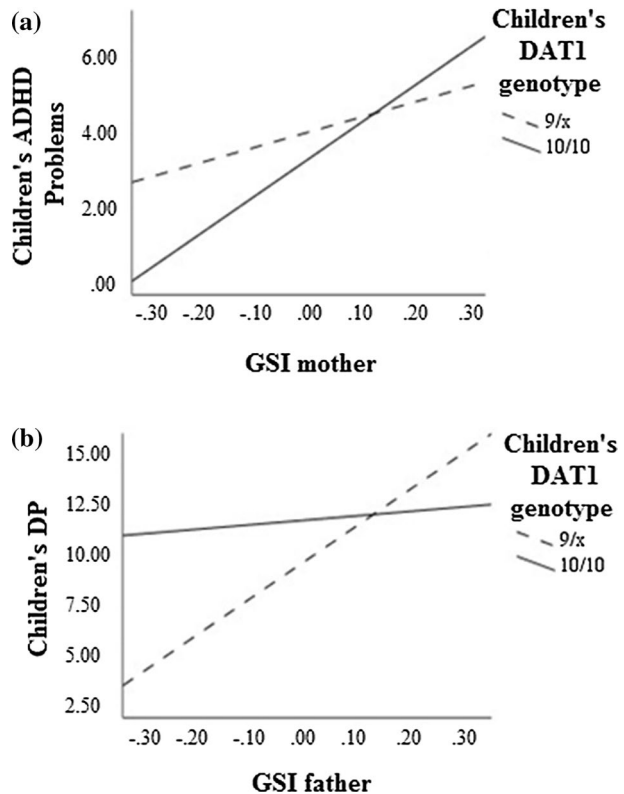 (a)
Children's ADHD
Problems
6.00
4.00
2.00
.00
-.30 -.20 -.10 .00 .10 .20 .30
GSI mother
Children's
DAT1
genotype
9/x
10/10
(b)
Children's DP
15.00
12.50
10.00
7.50
5.00
2.50
-.30 -.20 -.10 .00 .10 .20 .30
GSI father
Children's
DAT1
genotype
9/x
10/10